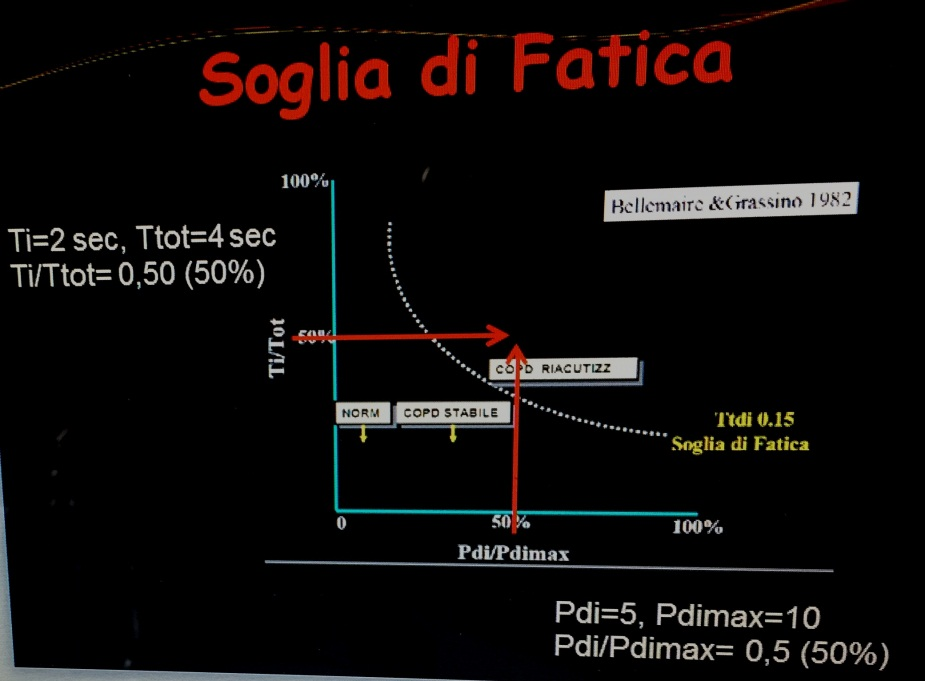 Soglia di Fatica
Bellemaire &Grassino 1982
Ti=2 sec, Ttot=4 sec
Ti/Ttot= 0,50 (50%)
100%
Ti/Tot
50%
COPD RIACUTIZZ
NORM
COPD STABILE
Ttdi 0.15
Soglia di Fatica
0
50%
100%
Pdi/Pdimax
Pdi=5, Pdimax=10
Pdi/Pdimax= 0,5 (50%)